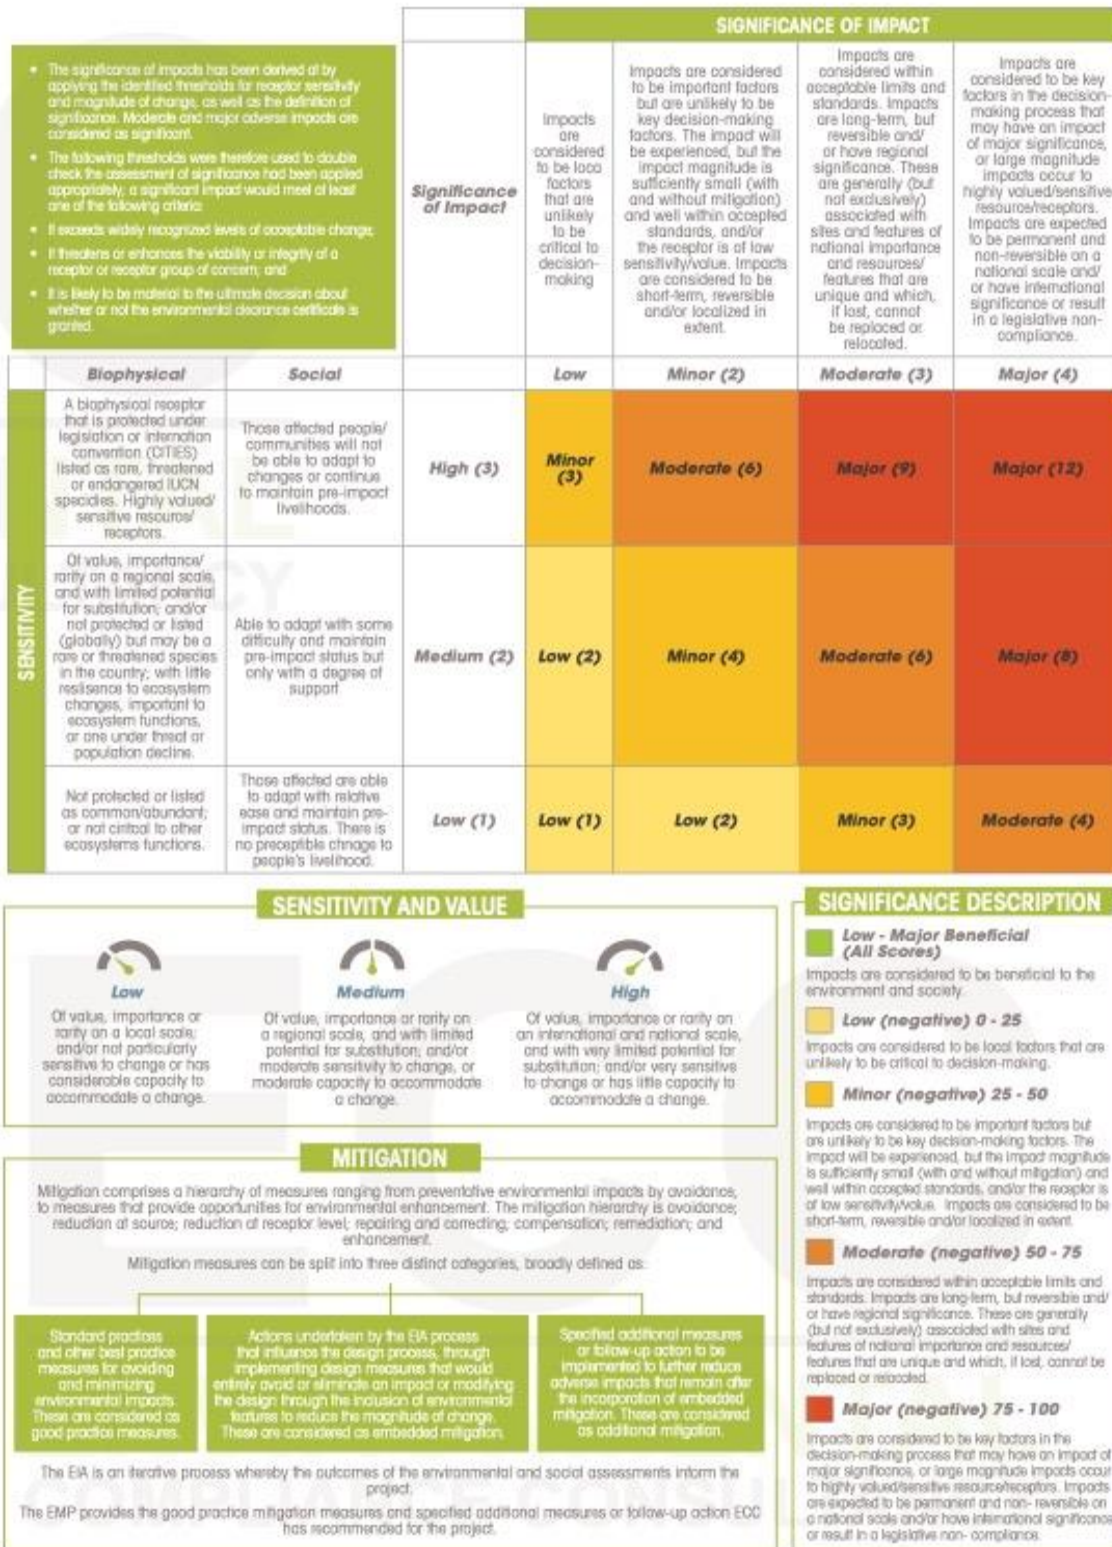 SIGNIFICANCE OF IMPACT
• The significance of impacts has been derived at by
applying the identified thresholds for receptor sensitivity
and magnitude of change, as well as the definition of
significance. Moderate and major adverse impacts are
considered as significant.
• The following thresholds were therefore used to double
check the assessment of significance had been applied
appropriately; a significant impact would meet at least
one of the following criteria:
• It exceeds widely recognized levels of acceptable change;
• It threatens or enhances the viability or integrity of a
receptor or receptor group of concern; and
• It is likely to be material to the ultimate decision about
whether or not the environmental clearance certificate is
granted.
Significance
of Impact
Impacts
are
considered
to be loca
factors
that are
unlikely
to be
critical to
decision-
making
Impacts are considered
to be important factors
but are unlikely to be
key decision-making
factors. The impact will
be experienced, but the
impact magnitude is
sufficiently small (with
and without mitigation)
and well within accepted
standards, and/or
the receptor is of low
sensitivity/value. Impacts
are considered to be
short-term, reversible
and/or localized in
extent.
Impacts are
considered within
acceptable limits and
standards. Impacts
are long-term, but
reversible and/
or have regional
significance. These
are generally (but
not exclusively)
associated with
sites and features of
national importance
and resources/
features that are
unique and which,
if lost, cannot
be replaced or
relocated.
Impacts are
considered to be key
factors in the decision-
making process that
may have an impact
of major significance,
or large magnitude
impacts occur to
highly valued/sensitive
resource/receptors.
Impacts are expected
to be permanent and
non-reversible on a
national scale and/
or have international
significance or result
in a legislative non-
compliance.
Biophysical
Social
Low
Minor (2)
Moderate (3)
Major (4)
SENSITIVITY
A biophysical receptor
that is protected under
legislation or internation
convention (CITIES)
listed as rare, threatened
or endangered IUCN
specidies. Highly valued/
sensitive resource/
receptors.
Those affected people/
communities will not
be able to adapt to
changes or continue
to maintain pre-impact
livelihoods.
High (3)
Minor
(3)
Moderate (6)
Major (9)
Major (12)
Of value, importance/
rarity on a regional scale,
and with limited potential
for substitution; and/or
not protected or listed
(globally) but may be a
rare or threatened species
in the country; with little
resilisence to ecosystem
changes, important to
ecosystem functions,
or one under threat or
population decline.
Able to adapt with some
difficulty and maintain
pre-impact status but
only with a degree of
support
Medium (2)
Low (2)
Minor (4)
Moderate (6)
Major (8)
Not protected or listed
as common/abundant;
or not ciritcal to other
ecosystems functions.
Those affected are able
to adapt with relative
ease and maintain pre-
impact status. There is
no preceptible chnage to
people's livelihood.
Low (1)
Low (1)
Low (2)
Minor (3)
Moderate (4)
SENSITIVITY AND VALUE
Low
Of value, importance or
rarity on a local scale;
and/or not particularly
sensitive to change or has
considerable capacity to
accommodate a change.
Medium
Of value, importance or rarity on
a regional scale, and with limited
potential for substitution; and/or
moderate sensitivity to change, or
moderate capacity to accommodate
a change.
High
Of value, importance or rarity on
an international and national scale,
and with very limited potential for
substitution; and/or very sensitive
to change or has little capacity to
accommodate a change.
MITIGATION
Mitigation comprises a hierarchy of measures ranging from preventative environmental impacts by avoidance,
to measures that provide opportunities for environmental enhancement. The mitigation hierarchy is avoidance;
reduction at source; reduction at receptor level; repairing and correcting; compensation; remediation; and
enhancement.
Mitigation measures can be split into three distinct categories, broadly defined as:
Standard practices
and other best practice
measures for avoiding
and minimizing
environmental impacts.
These are considered as
good practice measures.
Actions undertaken by the EIA process
that influence the design process, through
implementing design measures that would
entirely avoid or eliminate an impact or modifying
the design through the inclusion of environmental
features to reduce the magnitude of change.
These are considered as embedded mitigation.
Specified additional measures
or follow-up action to be
implemented to further reduce
adverse impacts that remain after
the incorporation of embedded
mitigation. These are considered
as additional mitigation.
The EIA is an iterative process whereby the outcomes of the environmental and social assessments inform the
project.
The EMP provides the good practice mitigation measures and specified additional measures or follow-up action ECC
has recommended for the project.
SIGNIFICANCE DESCRIPTION
Low - Major Beneficial
(All Scores)
Impacts are considered to be beneficial to the
environment and society.
Low (negative) 0 - 25
Impacts are considered to be local factors that are
unlikely to be critical to decision-making.
Minor (negative) 25 - 50
Impacts are considered to be important factors but
are unlikely to be key decision-making factors. The
impact will be experienced, but the impact magnitude
is sufficiently small (with and without mitigation) and
well within accepted standards, and/or the receptor is
of low sensitivity/value. Impacts are considered to be
short-term, reversible and/or localized in extent.
Moderate (negative) 50 - 75
Impacts are considered within acceptable limits and
standards. Impacts are long-term, but reversible and/
or have regional significance. These are generally
(but not exclusively) associated with sites and
features of national importance and resources/
features that are unique and which, if lost, cannot be
replaced or relocated.
Major (negative) 75 - 100
Impacts are considered to be key factors in the
decision-making process that may have an impact of
major significance, or large magnitude impacts occur
to highly valued/sensitive resource/receptors. Impacts
are expected to be permanent and non- reversible on
a national scale and/or have international significance
or result in a legislative non- compliance.